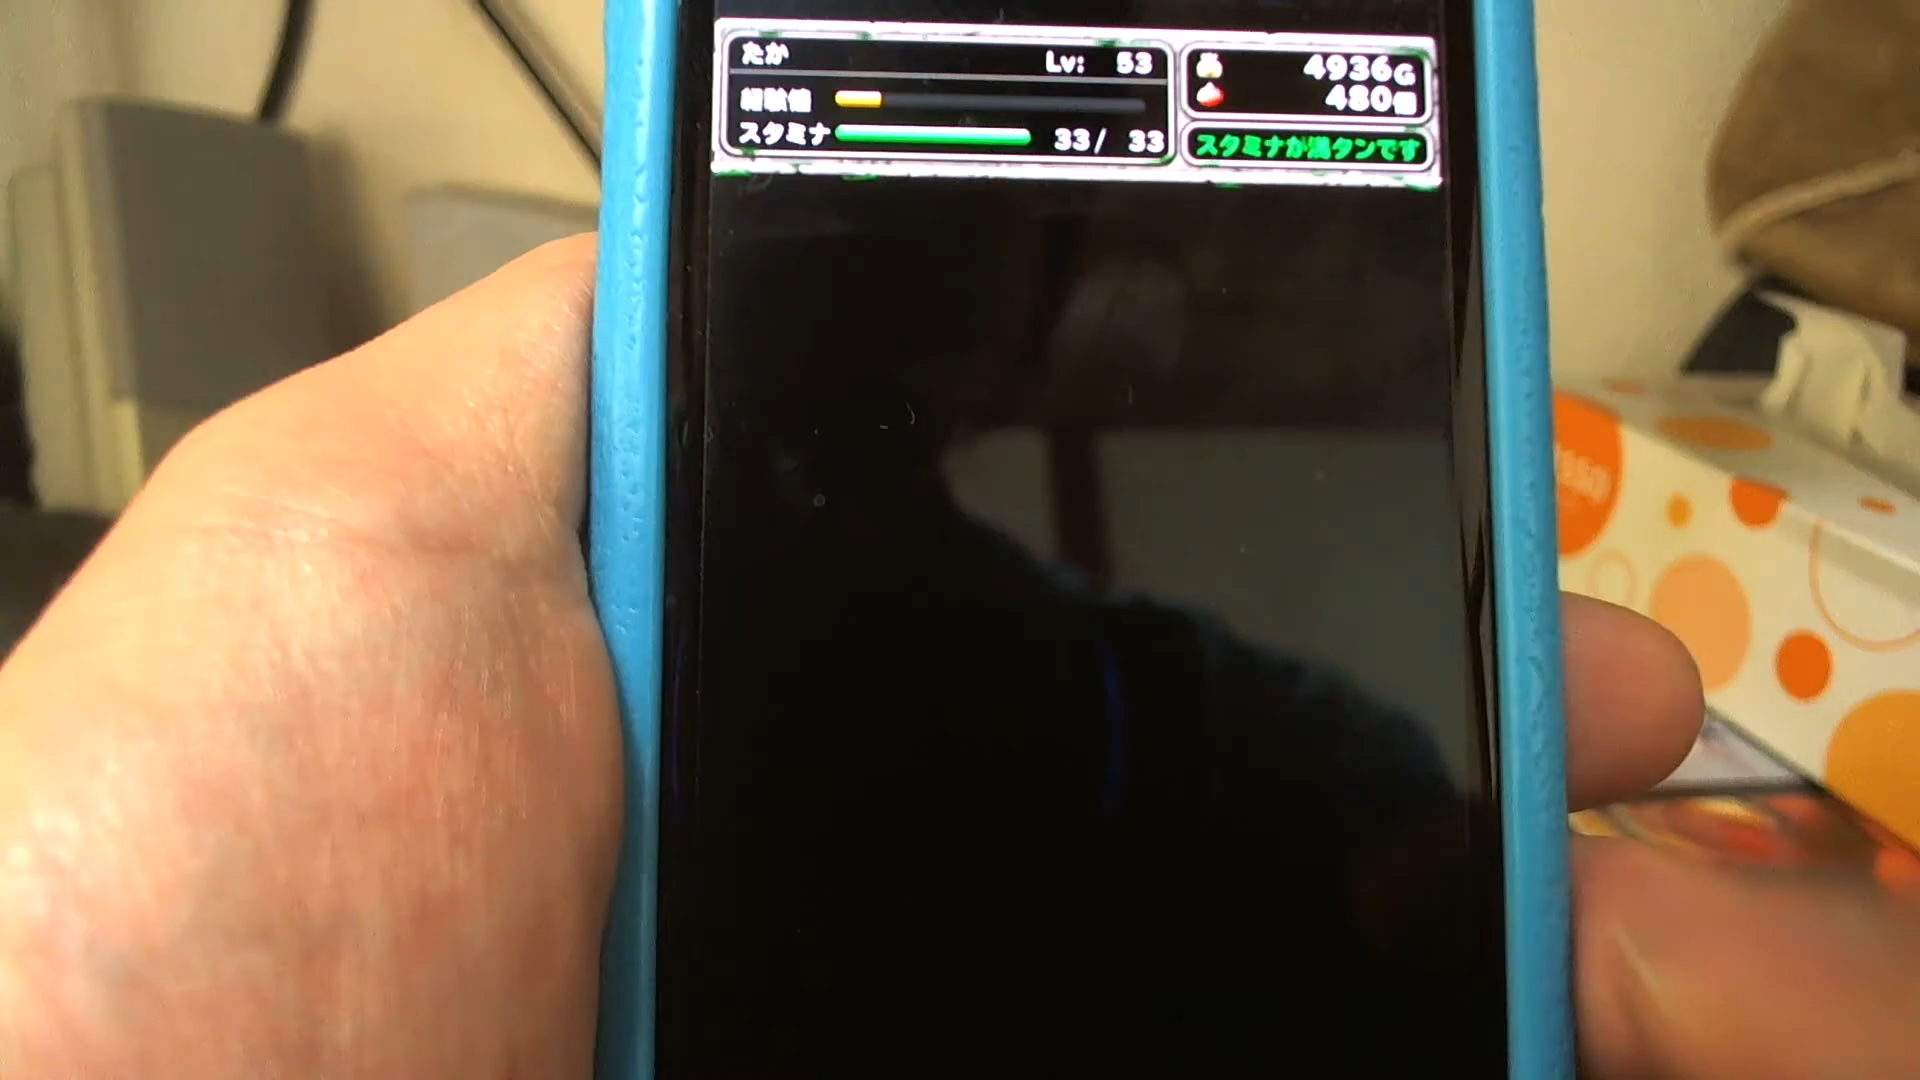 たか Lv: 53
経験値
スタミナ 33/ 33
4936G
480個
スタミナが満タンです